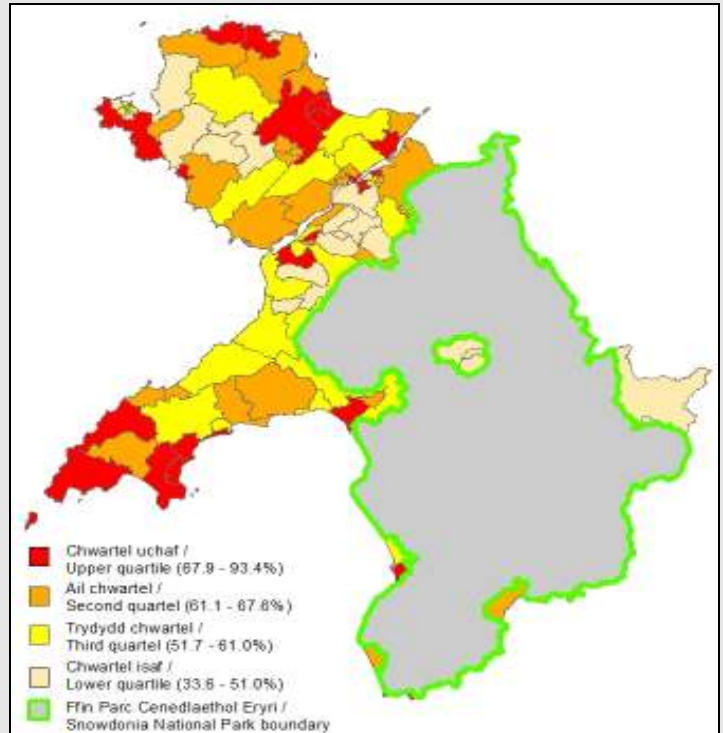 Chwartel uchaf /
Upper quartile (67.9 - 93.4%)
Ail chwartel /
Second quartel (61.1 - 67.6%)
Trydydd chwartel /
Third quartel (51.7 - 61.0%)
Chwartel isaf /
Lower quartile (33.6 - 51.0%)
Ffin Parc Cenedlaethol Eryri /
Snowdonia National Park boundary